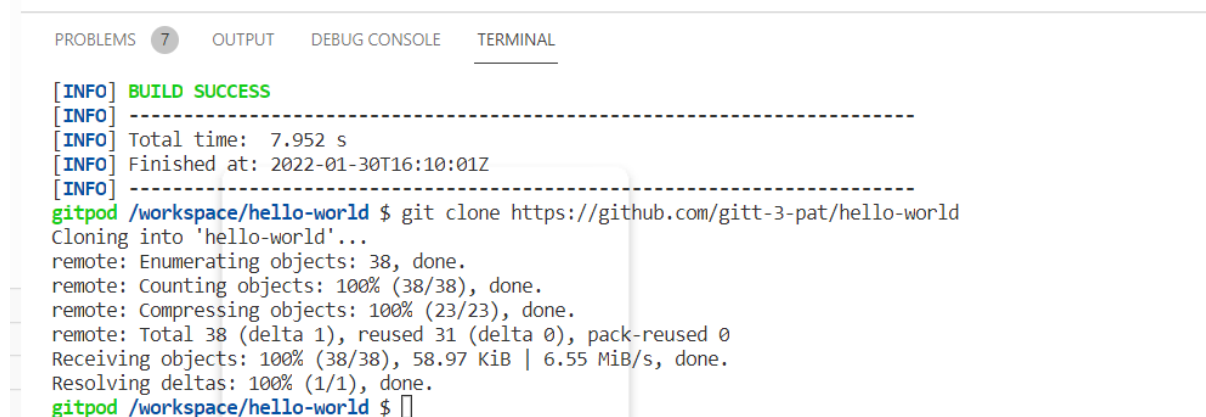 PROBLEMS 7 OUTPUT DEBUG CONSOLE TERMINAL
[INFO] BUILD SUCCESS
[INFO] ------------------------------------------------------------------------
[INFO] Total time:  7.952 s
[INFO] Finished at: 2022-01-30T16:10:01Z
[INFO] ------------------------------------------------------------------------
gitpod /workspace/hello-world $ git clone https://github.com/gitt-3-pat/hello-world
Cloning into 'hello-world'...
remote: Enumerating objects: 38, done.
remote: Counting objects: 100% (38/38), done.
remote: Compressing objects: 100% (23/23), done.
remote: Total 38 (delta 1), reused 31 (delta 0), pack-reused 0
Receiving objects: 100% (38/38), 58.97 KiB | 6.55 MiB/s, done.
Resolving deltas: 100% (1/1), done.
gitpod /workspace/hello-world $